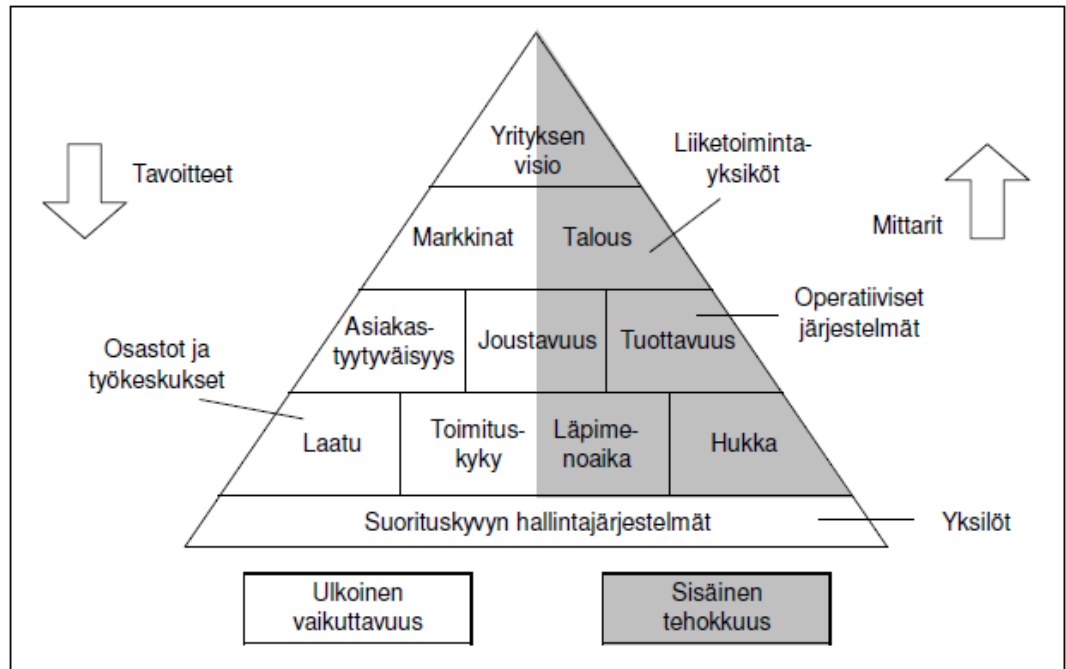 Yrityksen
visio
Liiketoiminta-
yksiköt
Tavoitteet
Mittarit
Markkinat
Talous
Operatiiviset
järjestelmät
Asiakas-
tyytyväisyys
Joustavuus
Tuottavuus
Osastot ja
työkeskukset
Laatu
Toimitus-
kyky
Läpime-
noaika
Hukka
Suorituskyvyn hallintajärjestelmät
Yksilöt
Ulkoinen
vaikuttavuus
Sisäinen
tehokkuus